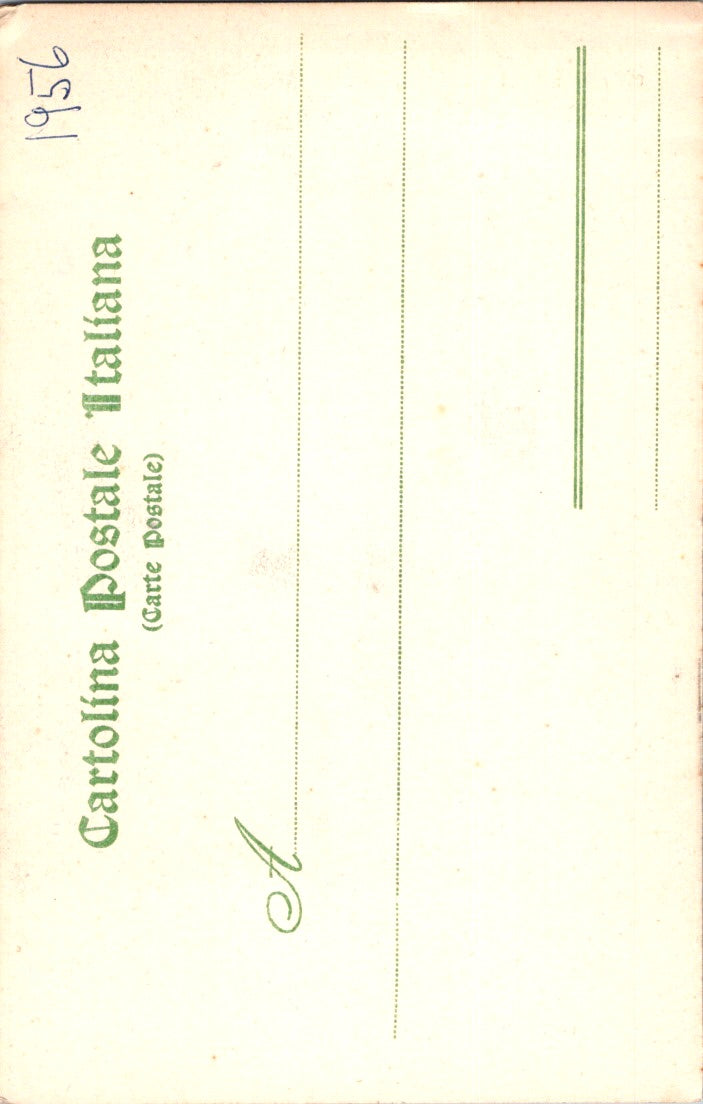 1956
Cartolina Postale Italiana
(Carte Postale)
A